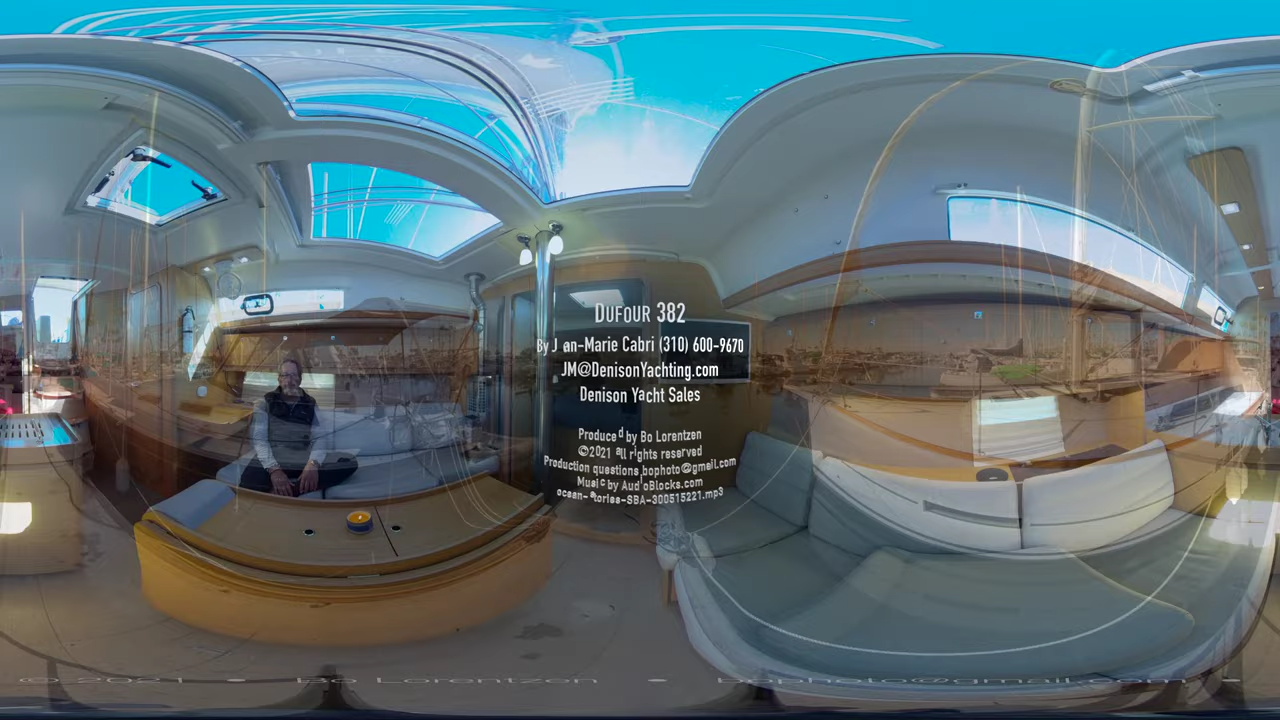 DUFOUR 382
By Jean-Marie Cabri (310) 600-9670
JM@DenisonYachting.com
Denison Yacht Sales
Produced by Bo Lorentzen
©2021 all rights reserved
Production questions,bophoto@gmail.com
Music by AudioBlocks.com
ocean-stories-SBA-300515221.mp3
© 2021 • Bo Lorentzen • bophoto@gmail.com •